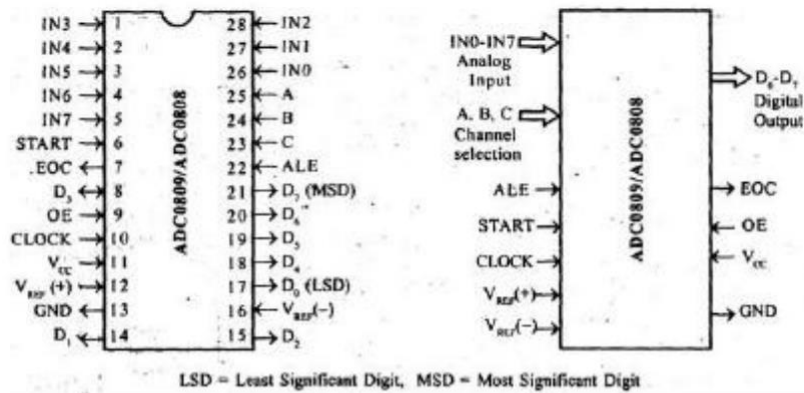 IN3 1 28 IN2
IN4 2 27 IN1
IN5 3 26 IN0
IN6 4 25 A
IN7 5 24 B
START 6 23 C
EOC 7 22 ALE
D3 8 21 D7 (MSD)
OE 9 20 D6
CLOCK 10 19 D5
VCC 11 18 D4
VREF (+) 12 17 D0 (LSD)
GND 13 16 VREF(−)
D1 14 15 D2
ADC0809/ADC0808
IN0-IN7
Analog
Input
A, B, C
Channel
selection
ALE
START
CLOCK
VREF(+)
VREF(−)
ADC0809/ADC0808
D0-D7
Digital
Output
EOC
OE
VCC
GND
LSD = Least Significant Digit, MSD = Most Significant Digit